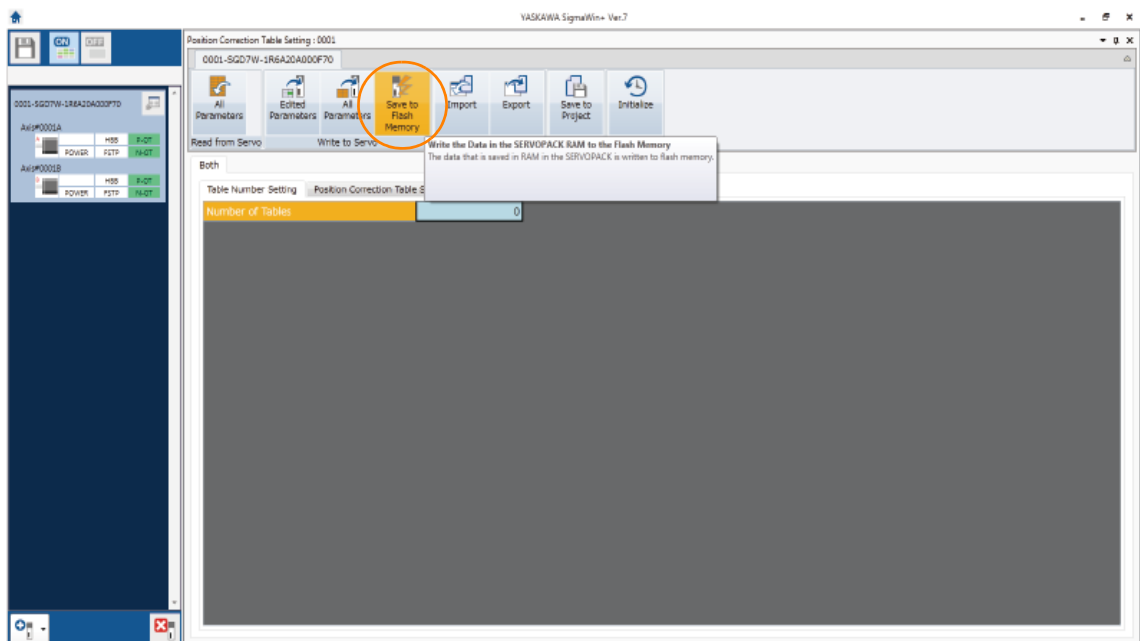 YASKAWA SigmaWin+ Ver.7
ON OFF
Position Correction Table Setting : 0001
0001-SGD7W-1R6A20A000F70
0001-SGD7W-1R6A20A000F70
Axis#0001A
A HBB P-OT
POWER FSTP N-OT
Axis#0001B
B HBB P-OT
POWER FSTP N-OT
All
Parameters
Edited
Parameters
All
Parameters
Save to
Flash
Memory
Import
Export
Save to
Project
Initialize
Read from Servo
Write to Servo
Write the Data in the SERVOPACK RAM to the Flash Memory
The data that is saved in RAM in the SERVOPACK is written to flash memory.
Both
Table Number Setting Position Correction Table S
Number of Tables 0